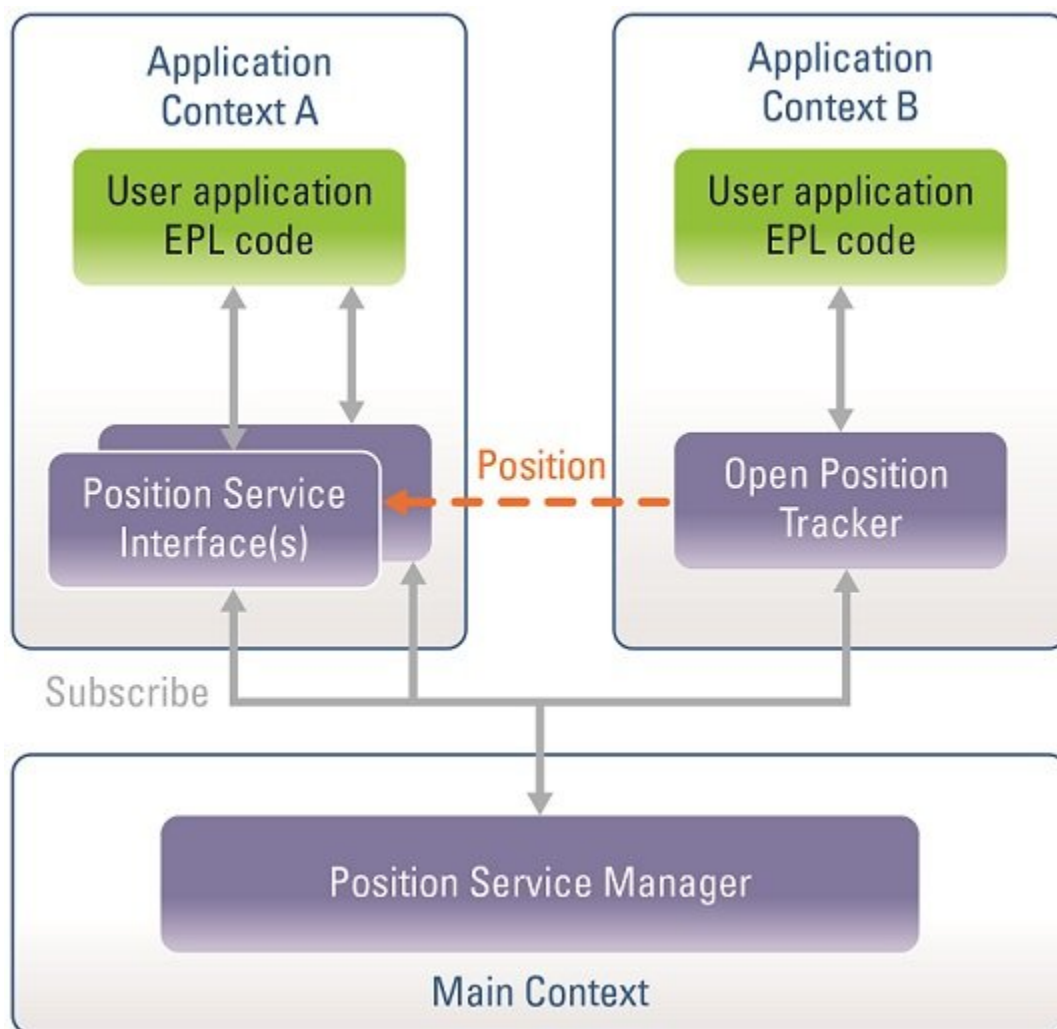 Application
Context A
User application
EPL code
Position Service
Interface(s)
Position
Application
Context B
User application
EPL code
Open Position
Tracker
Subscribe
Position Service Manager
Main Context